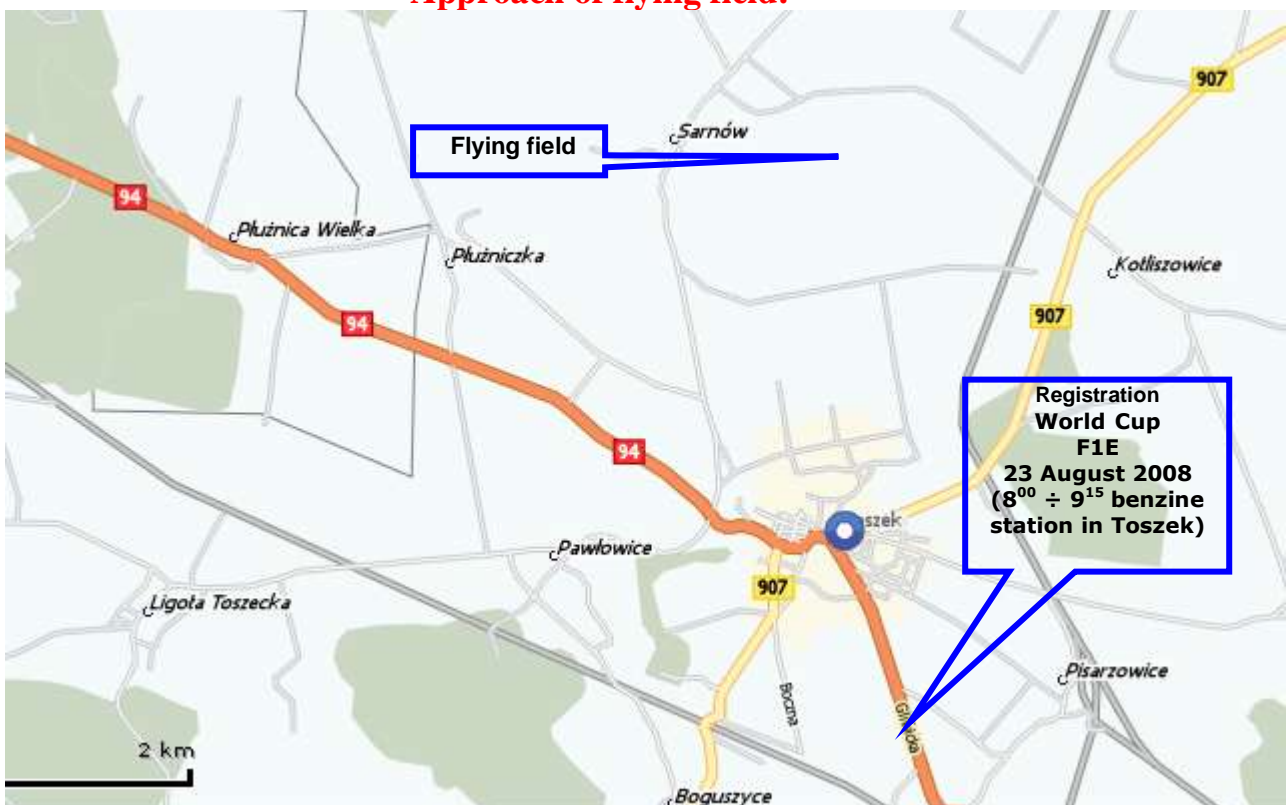 Approach of flying field:
907
907
Flying field
Sarnów
94
Płużnica Wielka
Płużniczka
Kotliszowice
94
907
Registration
World Cup
F1E
23 August 2008
(8⁰⁰ ÷ 9¹⁵ benzine
station in Toszek)
94
szek
Pawłowice
907
Ligota Toszecka
Pisarzowice
Boczna
2 km
Boguszyce